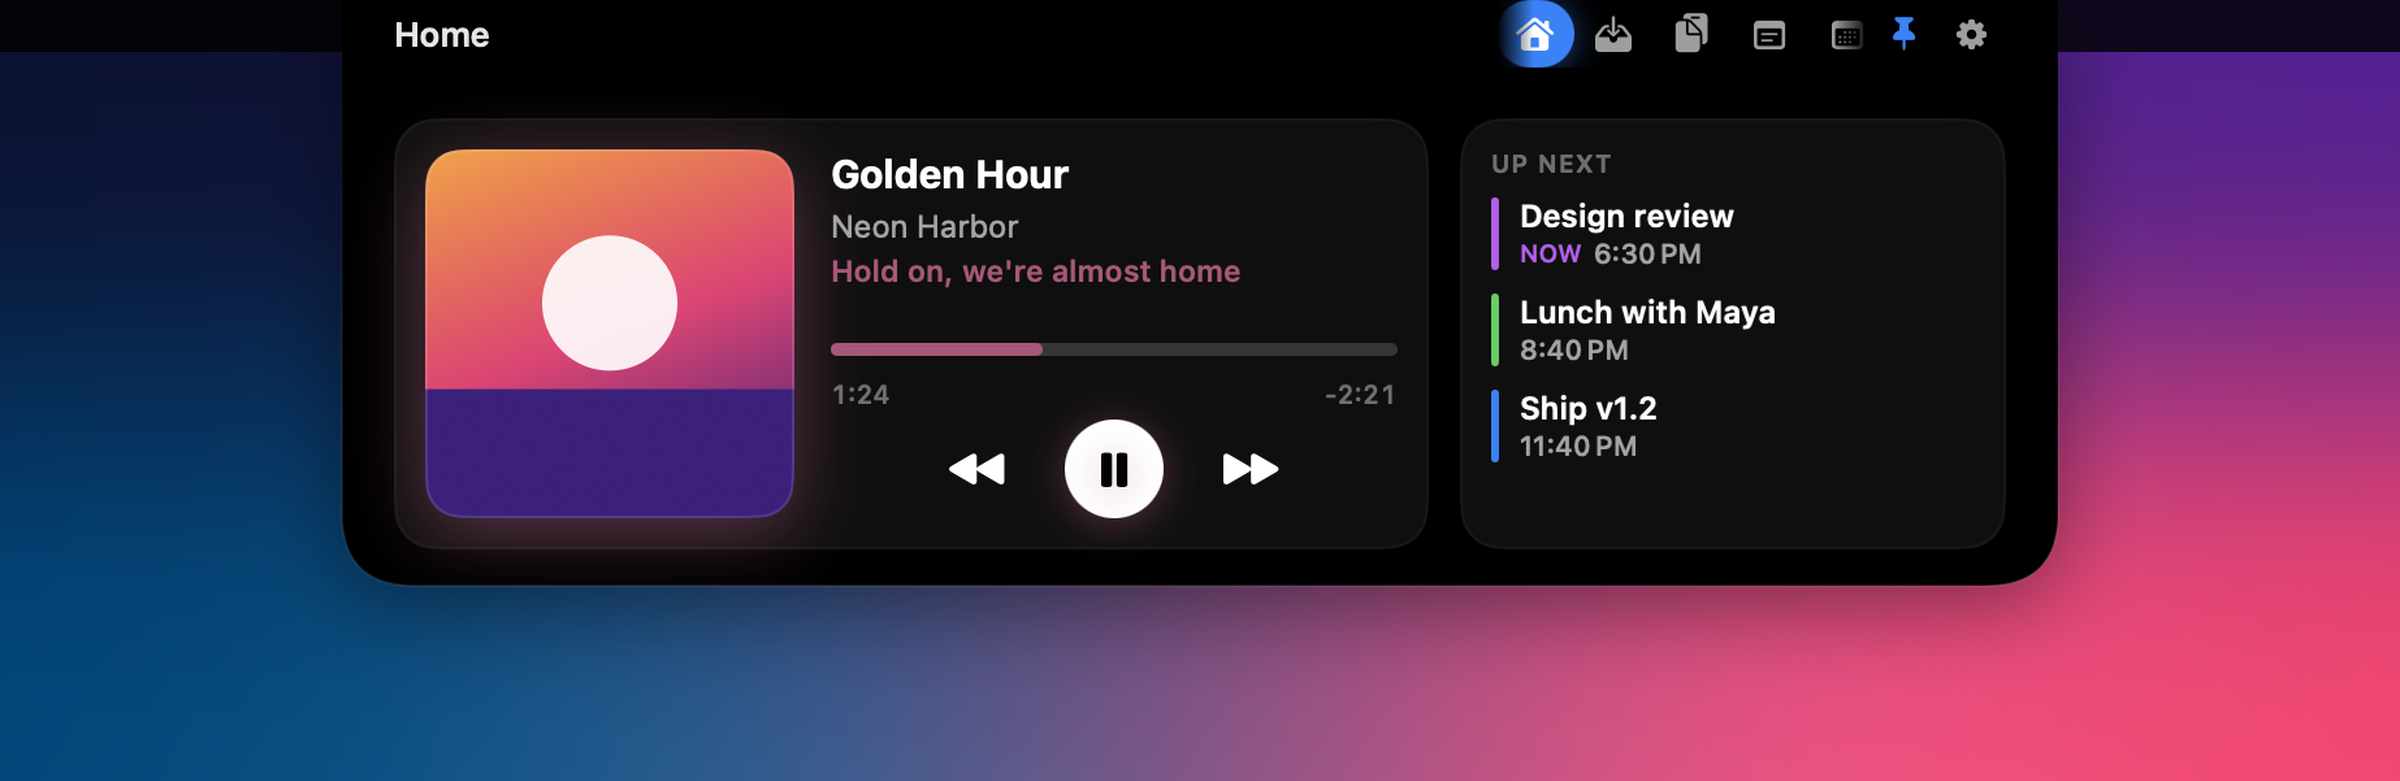 Home
Golden Hour
Neon Harbor
Hold on, we're almost home
1:24
-2:21
UP NEXT
Design review
NOW 6:30 PM
Lunch with Maya
8:40 PM
Ship v1.2
11:40 PM